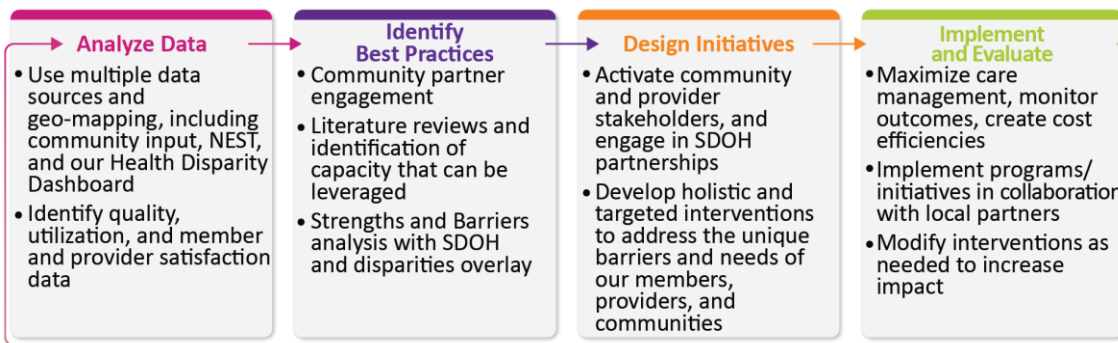 Analyze Data
• Use multiple data
sources and
geo-mapping, including
community input, NEST,
and our Health Disparity
Dashboard
• Identify quality,
utilization, and member
and provider satisfaction
data
Identify
Best Practices
• Community partner
engagement
• Literature reviews and
identification of
capacity that can be
leveraged
• Strengths and Barriers
analysis with SDOH
and disparities overlay
Design Initiatives
• Activate community
and provider
stakeholders, and
engage in SDOH
partnerships
• Develop holistic and
targeted interventions
to address the unique
barriers and needs of
our members,
providers, and
communities
Implement
and Evaluate
• Maximize care
management, monitor
outcomes, create cost
efficiencies
• Implement programs/
initiatives in collaboration
with local partners
• Modify interventions as
needed to increase
impact